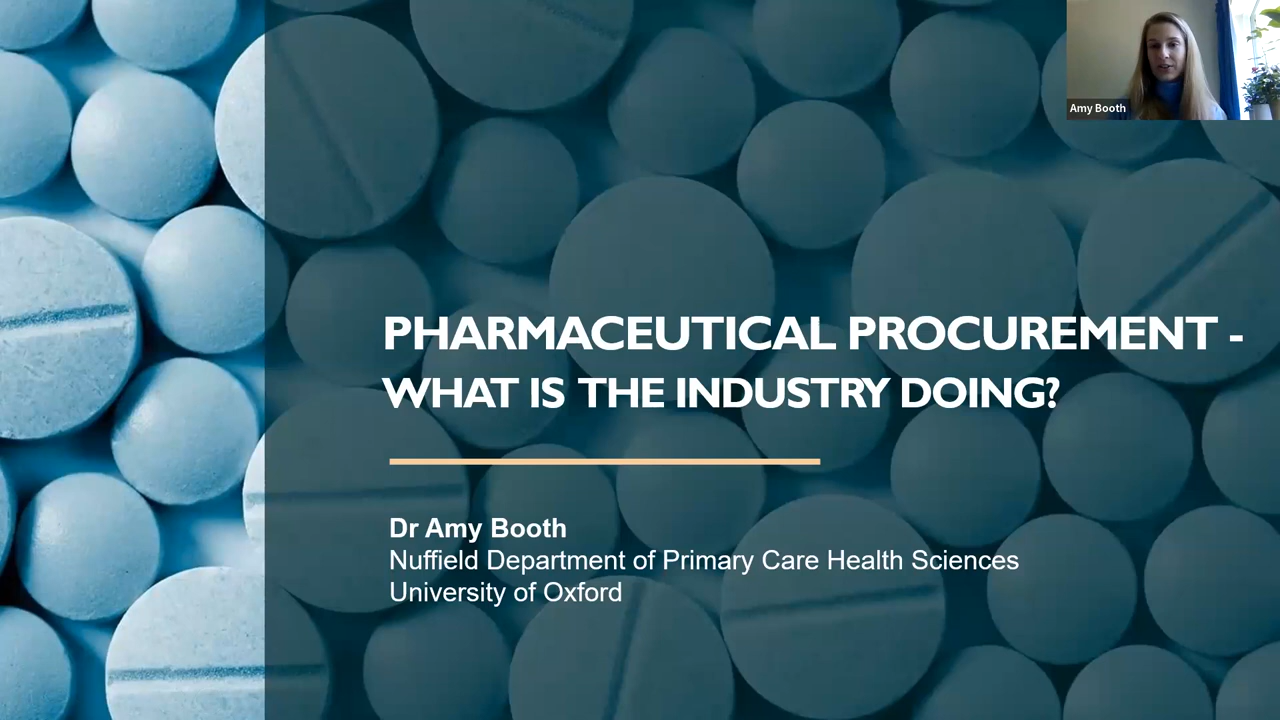 Amy Booth
PHARMACEUTICAL PROCUREMENT -
WHAT IS THE INDUSTRY DOING?
Dr Amy Booth
Nuffield Department of Primary Care Health Sciences
University of Oxford